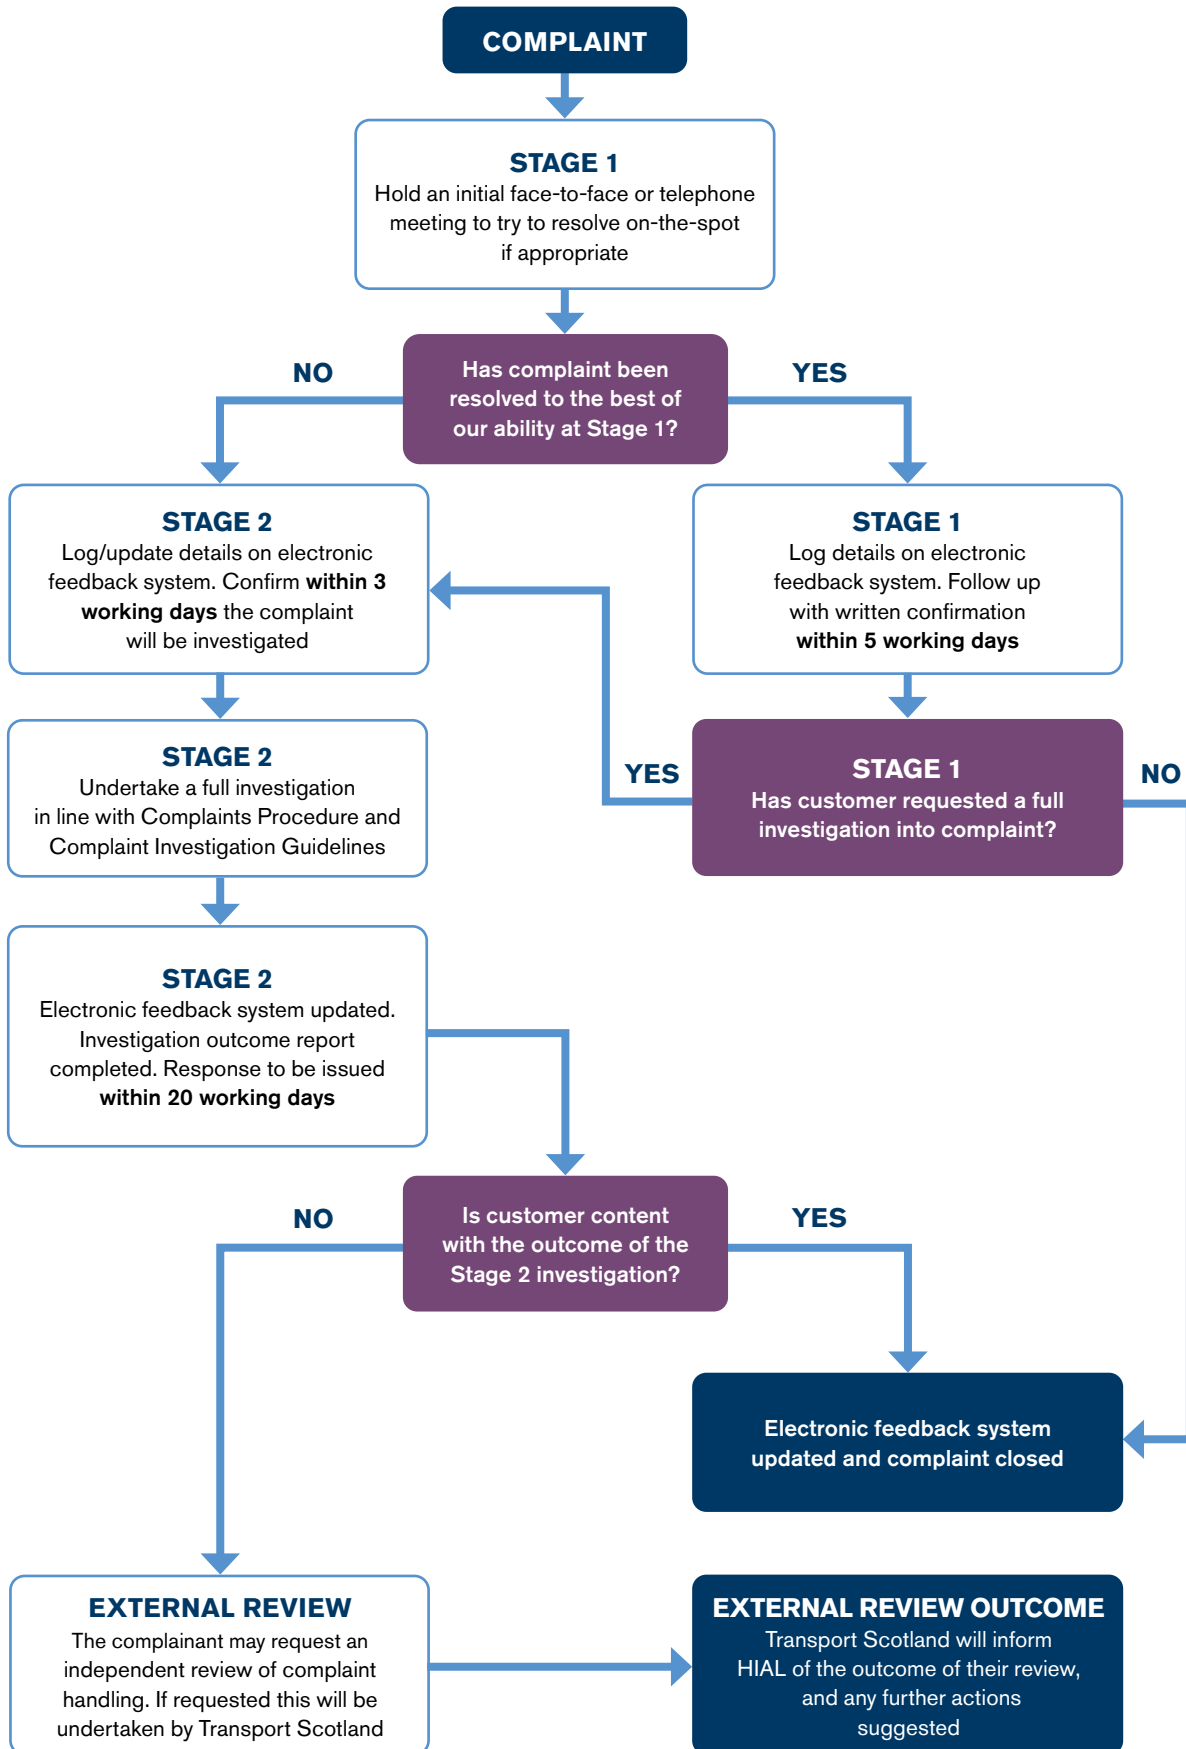 COMPLAINT
STAGE 1
Hold an initial face-to-face or telephone
meeting to try to resolve on-the-spot
if appropriate
NO
Has complaint been
resolved to the best of
our ability at Stage 1?
YES
STAGE 2
Log/update details on electronic
feedback system. Confirm within 3
working days the complaint
will be investigated
STAGE 1
Log details on electronic
feedback system. Follow up
with written confirmation
within 5 working days
STAGE 2
Undertake a full investigation
in line with Complaints Procedure and
Complaint Investigation Guidelines
YES
STAGE 1
Has customer requested a full
investigation into complaint?
NO
STAGE 2
Electronic feedback system updated.
Investigation outcome report
completed. Response to be issued
within 20 working days
NO
Is customer content
with the outcome of the
Stage 2 investigation?
YES
Electronic feedback system
updated and complaint closed
EXTERNAL REVIEW
The complainant may request an
independent review of complaint
handling. If requested this will be
undertaken by Transport Scotland
EXTERNAL REVIEW OUTCOME
Transport Scotland will inform
HIAL of the outcome of their review,
and any further actions
suggested